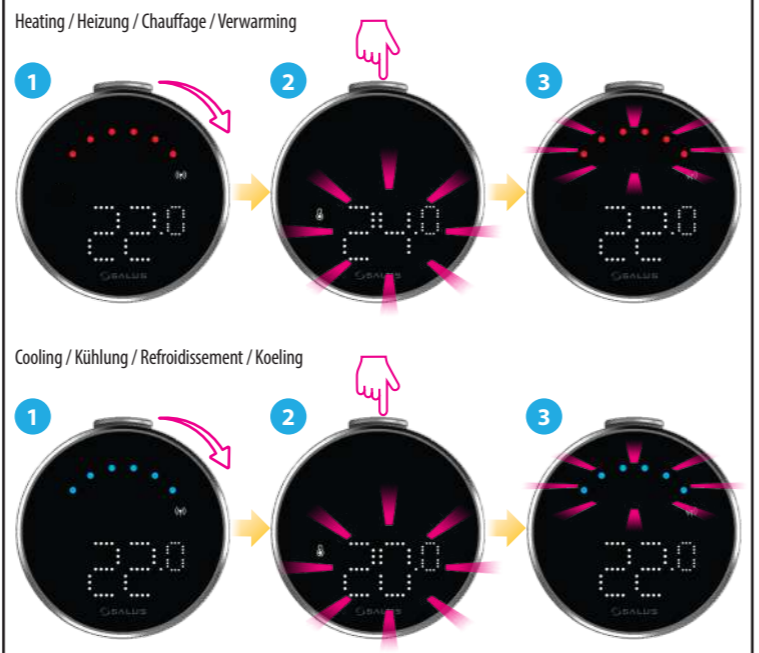 Heating / Heizung / Chauffage / Verwarming
1 2 3
22.0 24.0 22.0
SALUS SALUS SALUS
Cooling / Kühlung / Refroidissement / Koeling
1 2 3
22.0 20.0 22.0
SALUS SALUS SALUS